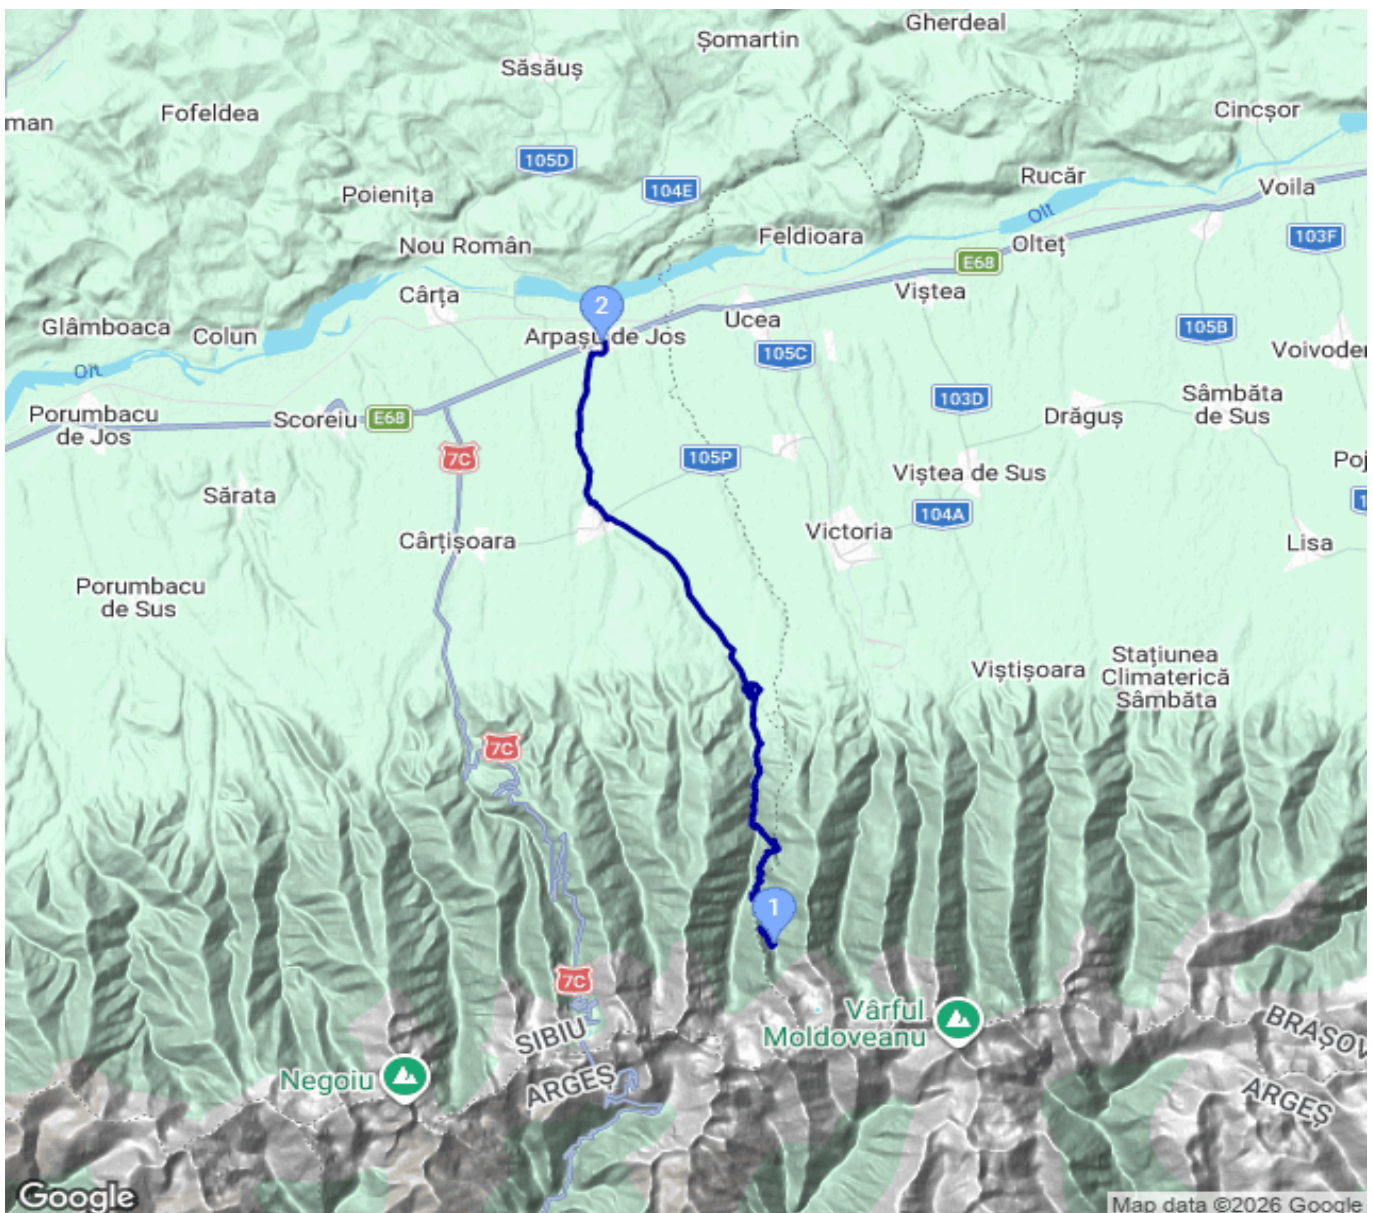 Gherdeal
Șomartin
Săsăuș
Cincșor
Fofeldea
man
105D
Rucăr
104E
Voila
Poienița
Olt
Feldioara
103F
Nou Român
Olteț
E68
Cârța
Viștea
2
Ucea
Glâmboaca
Colun
Arpașu de Jos
105B
105C
Voivoder
Olt
103D
Sâmbăta
de Sus
Porumbacu
de Jos
Scoreiu
E68
Drăguș
7C
105P
Poj
Viștea de Sus
Sărata
1
104A
Victoria
Cârțișoara
Lisa
Porumbacu
de Sus
Stațiunea
Climaterică
Sâmbăta
Viștișoara
7C
1
7C
Vârful
Moldoveanu
SIBIU
BRAȘOV
Negoiu
ARGEȘ
ARGEȘ
Google
Map data ©2026 Google